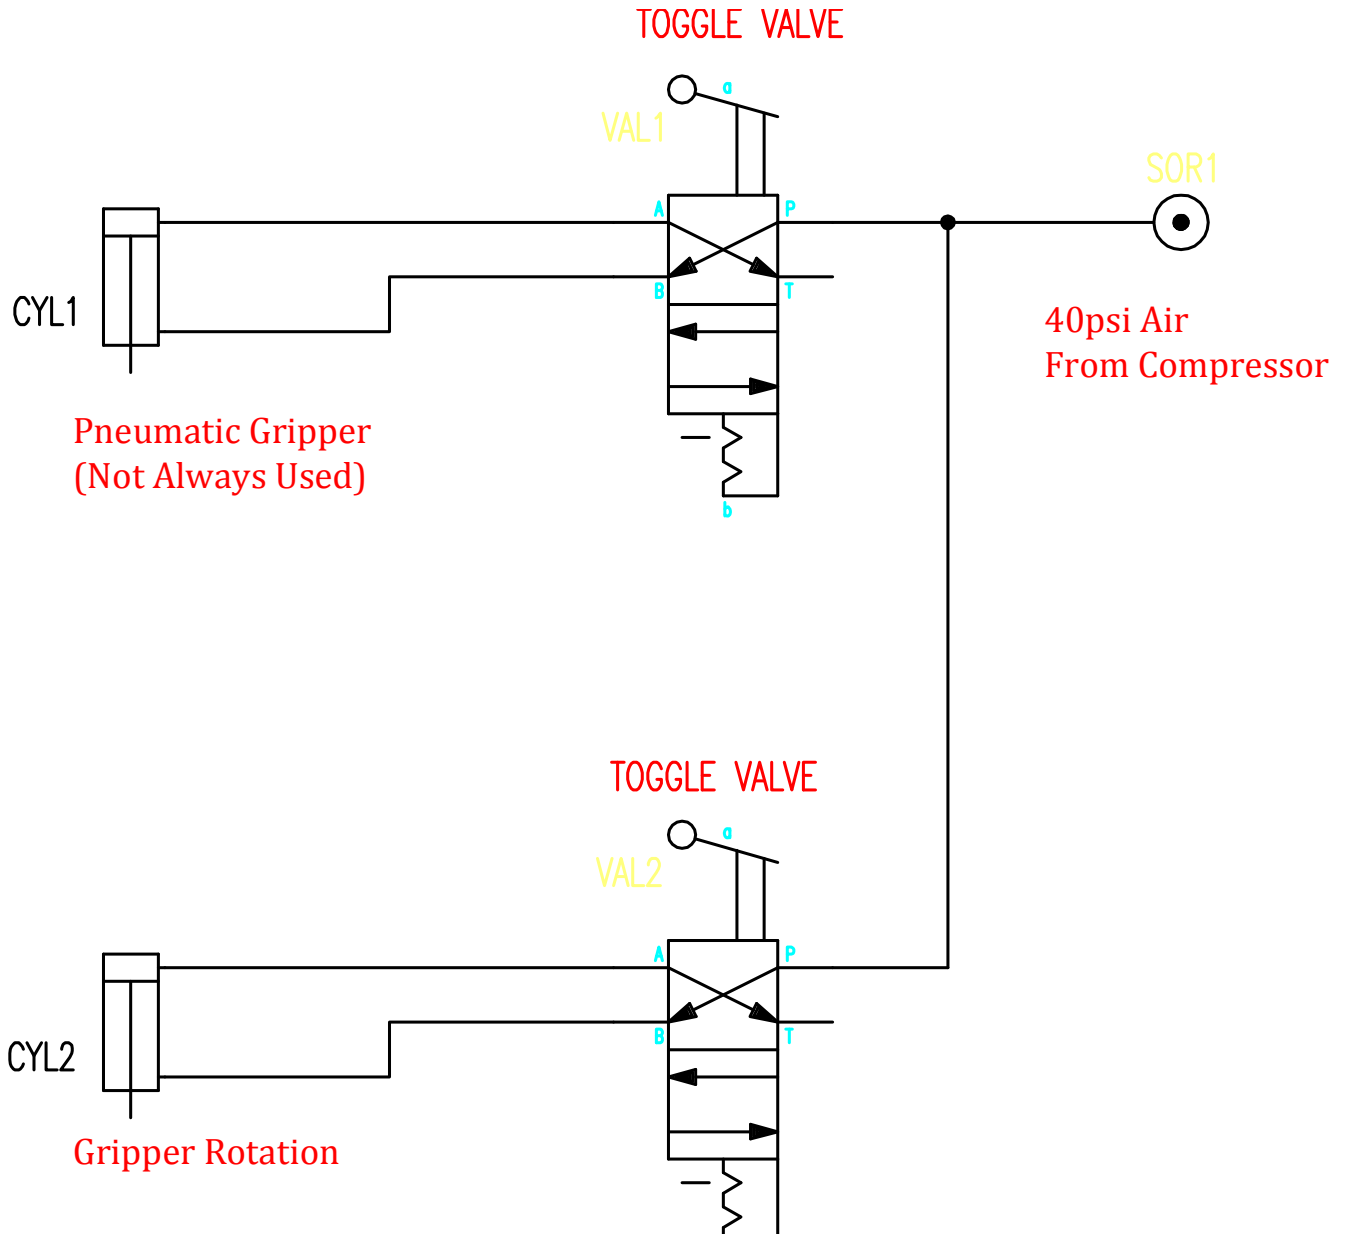 TOGGLE VALVE
a
VAL1
SOR1
A
P
B
T
CYL1
40psi Air
From Compressor
Pneumatic Gripper
(Not Always Used)
b
TOGGLE VALVE
a
VAL2
A
P
B
T
CYL2
Gripper Rotation